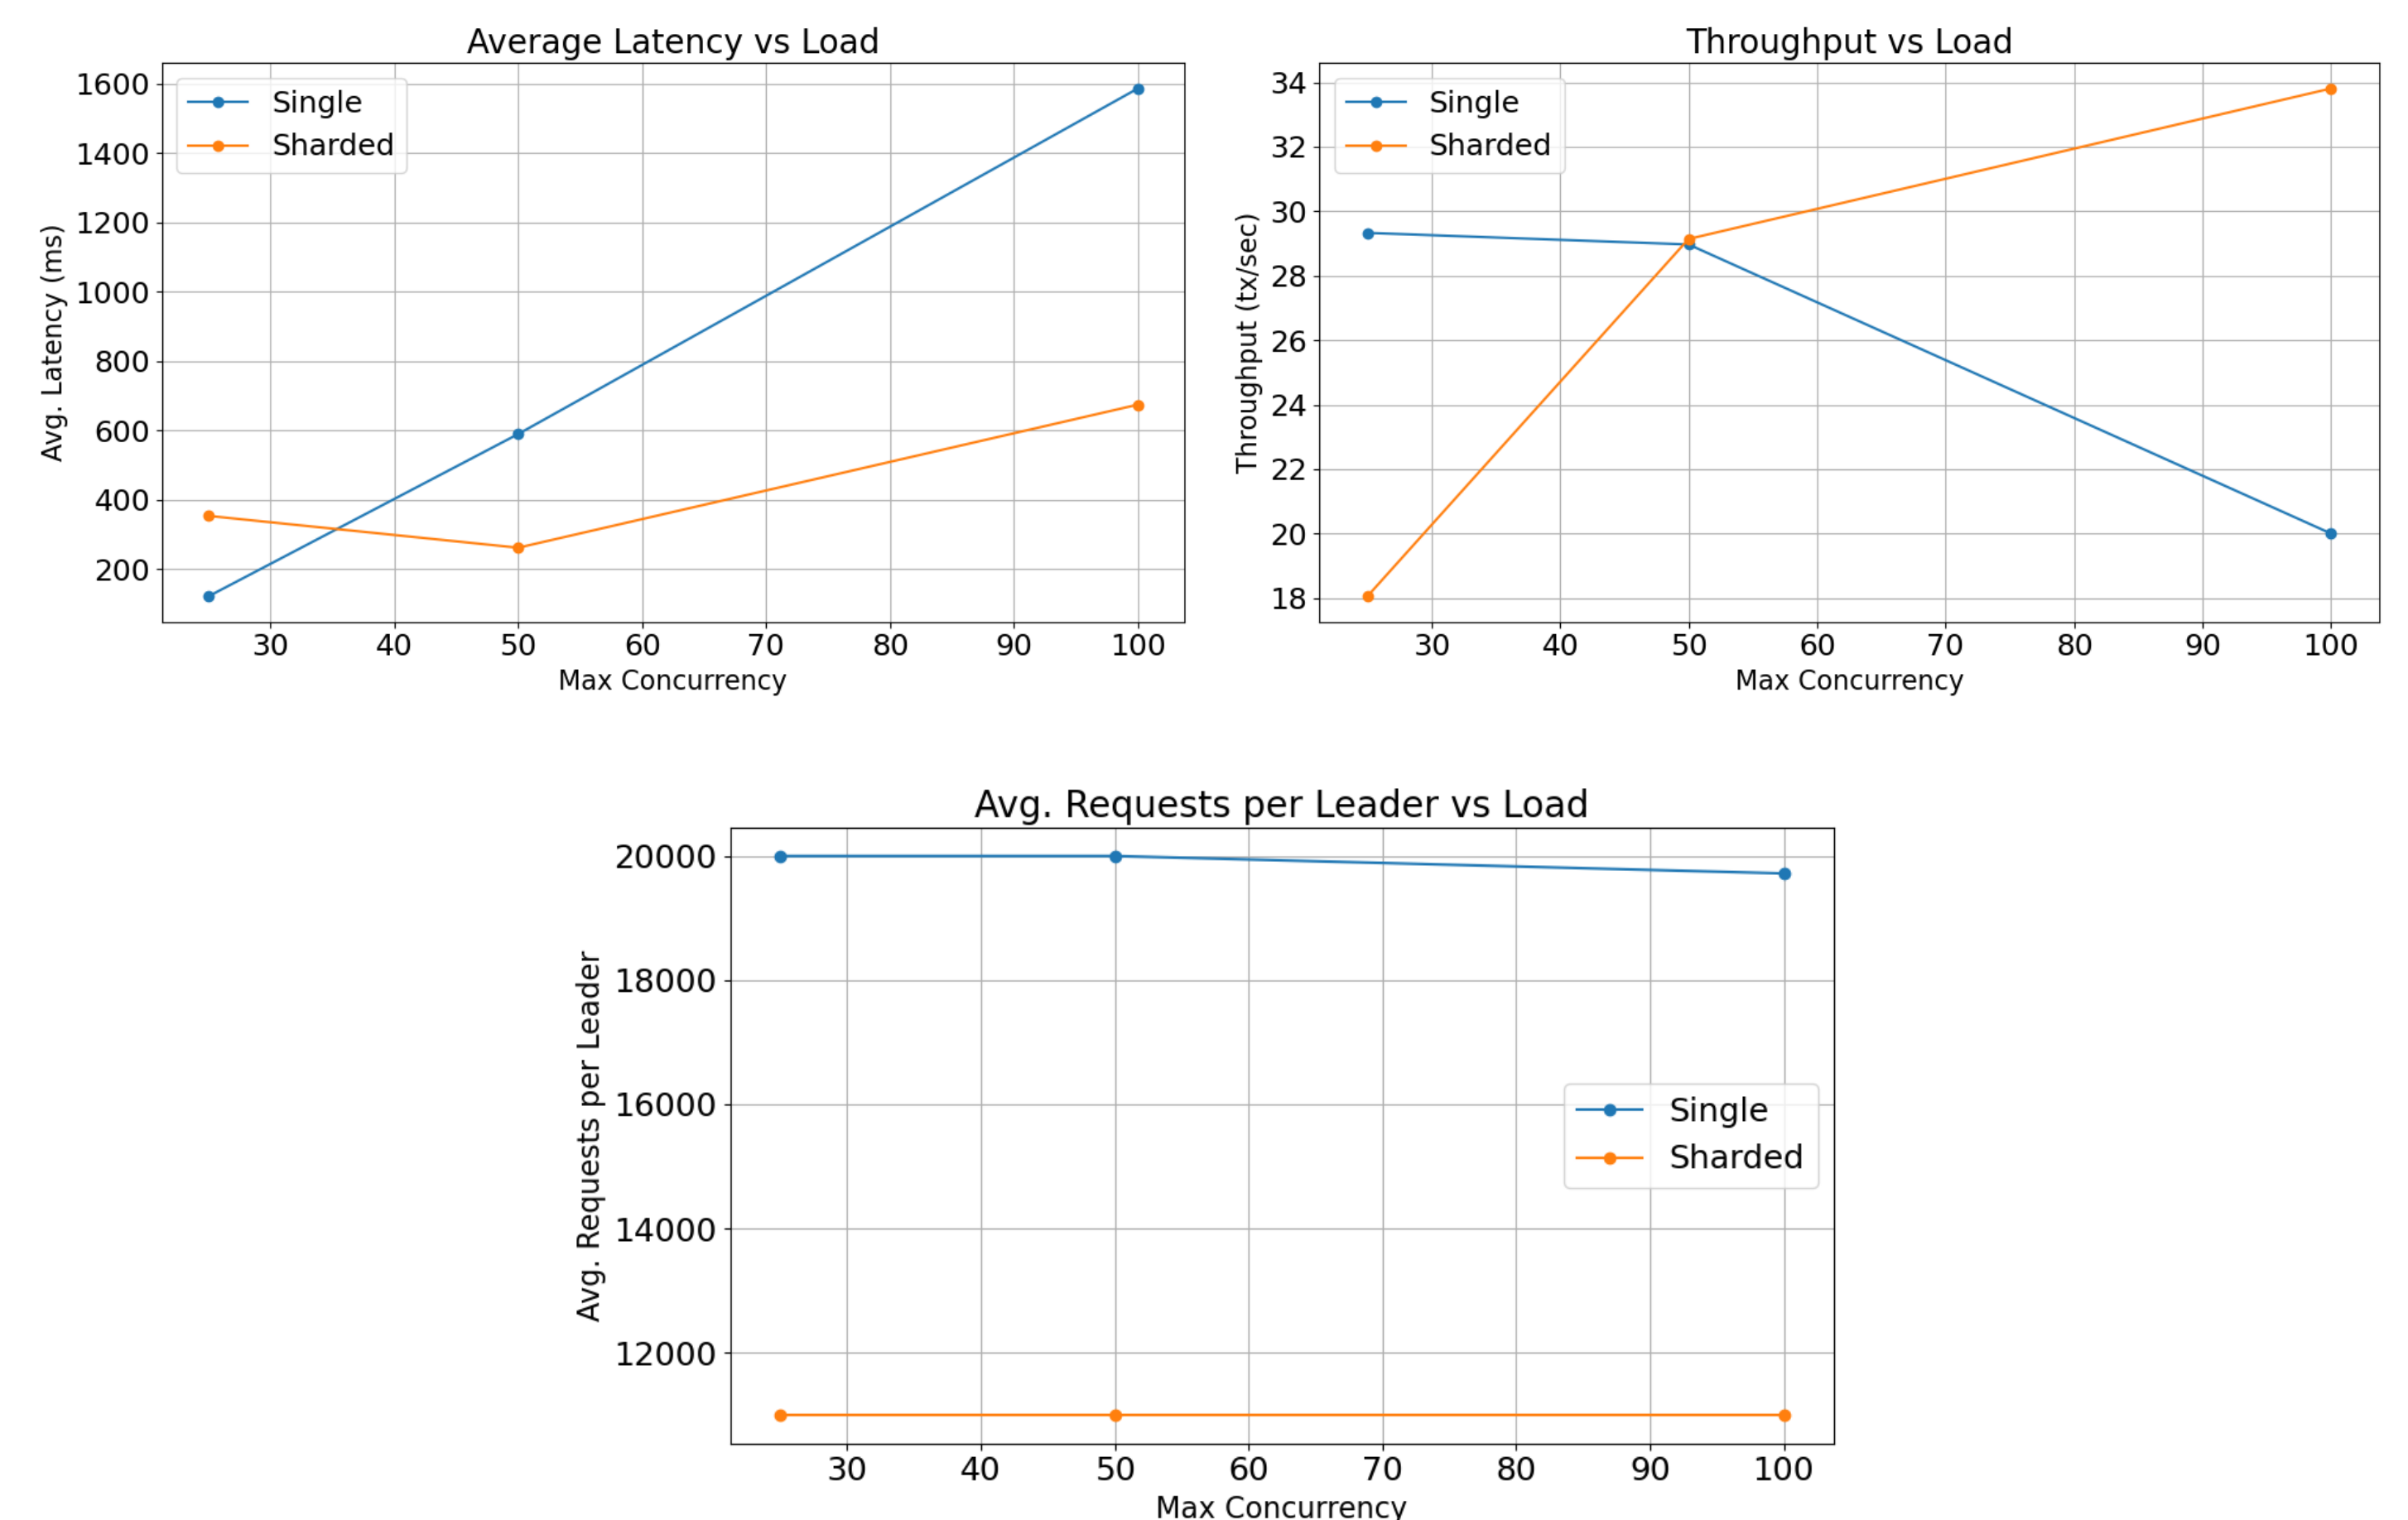 Average Latency vs Load
Single
Sharded
Avg. Latency (ms)
1600
1400
1200
1000
800
600
400
200
30 40 50 60 70 80 90 100
Max Concurrency
Throughput vs Load
Single
Sharded
Throughput (tx/sec)
34
32
30
28
26
24
22
20
18
30 40 50 60 70 80 90 100
Max Concurrency
Avg. Requests per Leader vs Load
Avg. Requests per Leader
20000
18000
16000
14000
12000
Single
Sharded
30 40 50 60 70 80 90 100
Max Concurrency